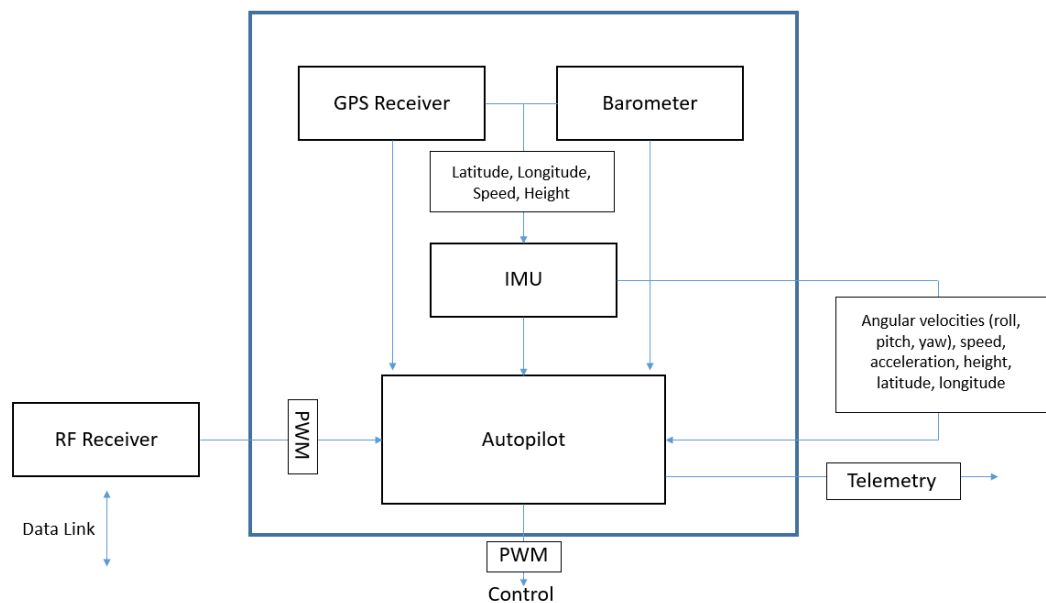 GPS Receiver
Barometer
Latitude, Longitude,
Speed, Height
IMU
Angular velocities (roll,
pitch, yaw), speed,
acceleration, height,
latitude, longitude
RF Receiver
PWM
Autopilot
Telemetry
Data Link
PWM
Control